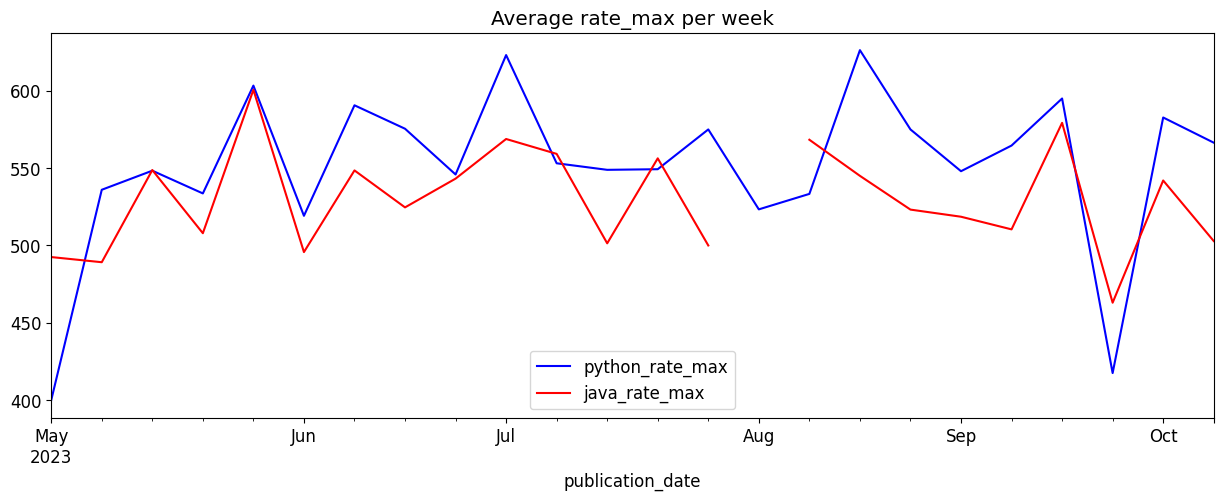 Average rate_max per week
600
550
500
450
400
python_rate_max
java_rate_max
May Jun Jul Aug Sep Oct
2023
publication_date